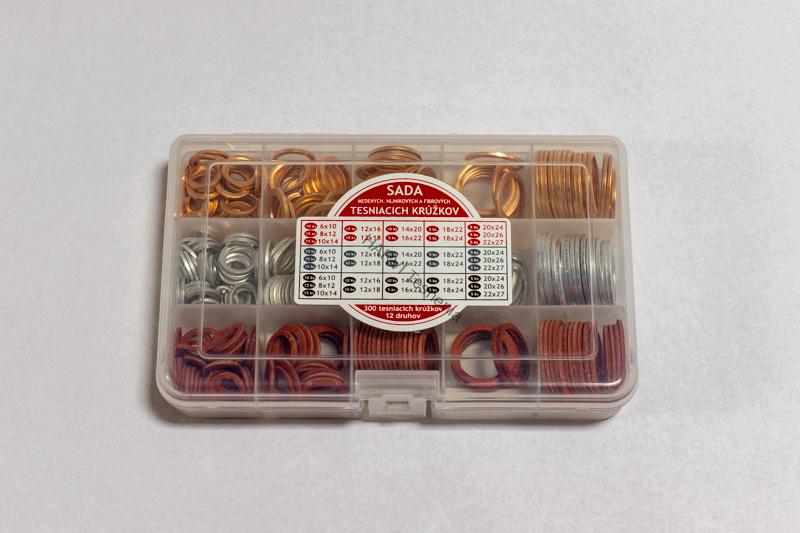 SADA
MEDENÝCH, HLINÍKOVÝCH A FIBROVÝCH
TESNIACICH KRÚŽKOV
6x10 12x16 14x20 18x22 20x24
8x12 12x18 16x22 18x24 20x26
10x14 22x27
6x10 12x16 14x20 18x22 20x24
8x12 12x18 16x22 18x24 20x26
10x14 22x27
6x10 12x16 14x20 18x22 20x24
8x12 12x18 16x22 18x24 20x26
10x14 22x27
300 tesniacich krúžkov
12 druhov